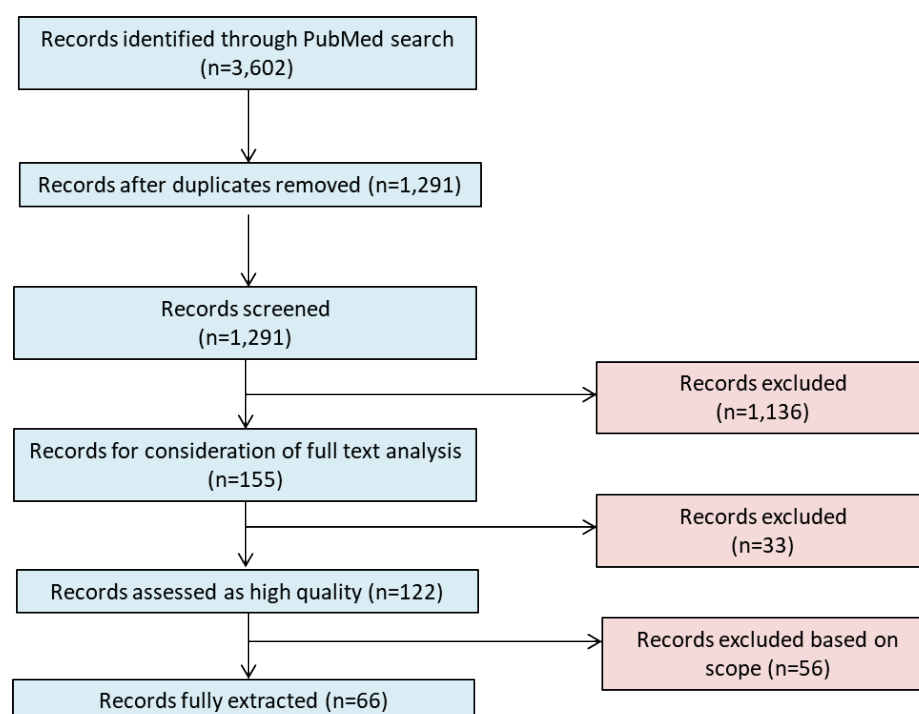 Records identified through PubMed search
(n=3,602)
Records after duplicates removed (n=1,291)
Records screened
(n=1,291)
Records excluded
(n=1,136)
Records for consideration of full text analysis
(n=155)
Records excluded
(n=33)
Records assessed as high quality (n=122)
Records excluded based on
scope (n=56)
Records fully extracted (n=66)